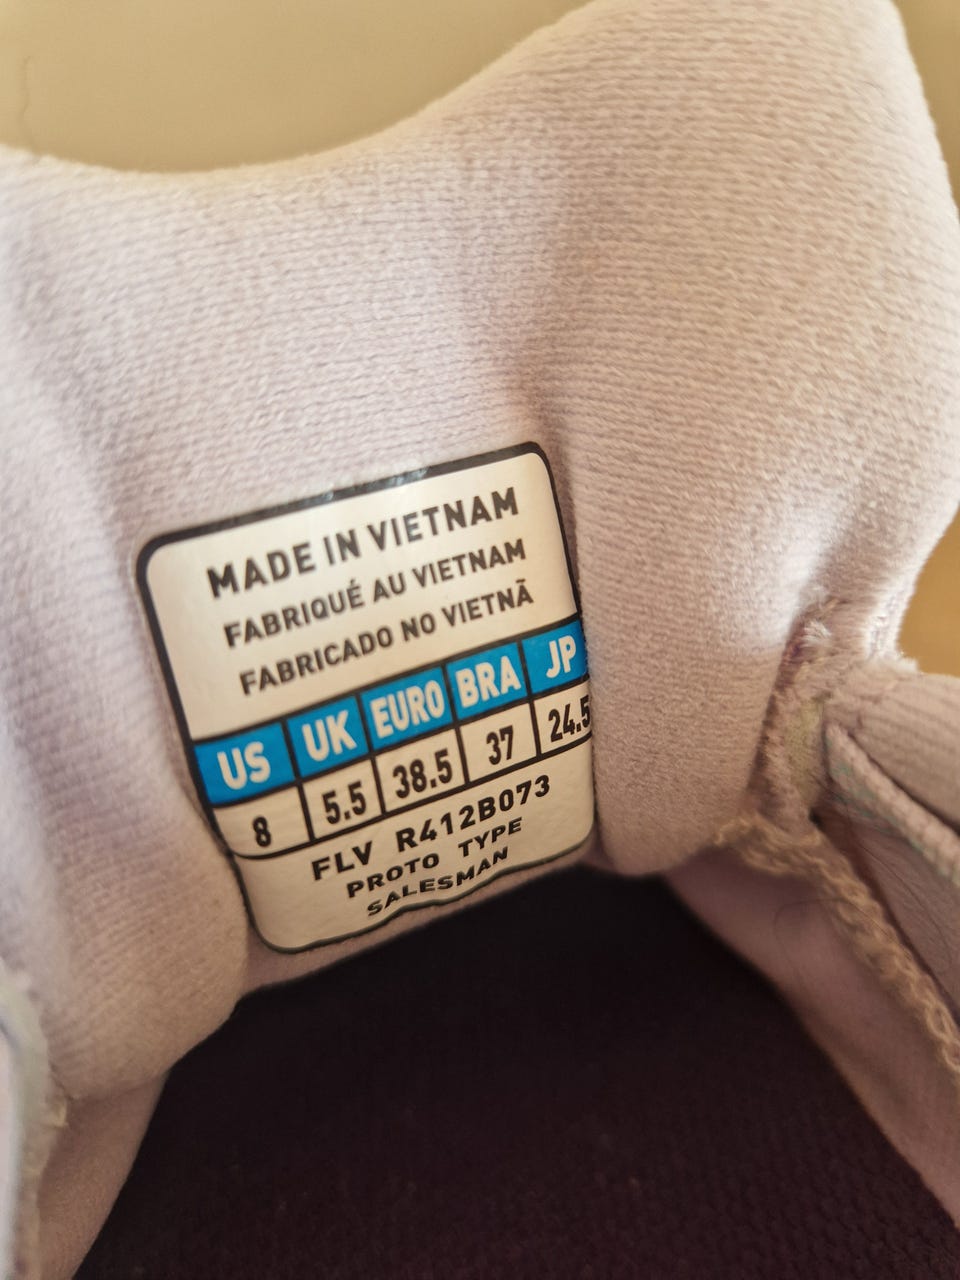 MADE IN VIETNAM
FABRIQUÉ AU VIETNAM
FABRICADO NO VIETNÃ
US UK EURO BRA JP
8 5.5 38.5 37 24.5
FLV R412B073
PROTO TYPE
SALESMAN